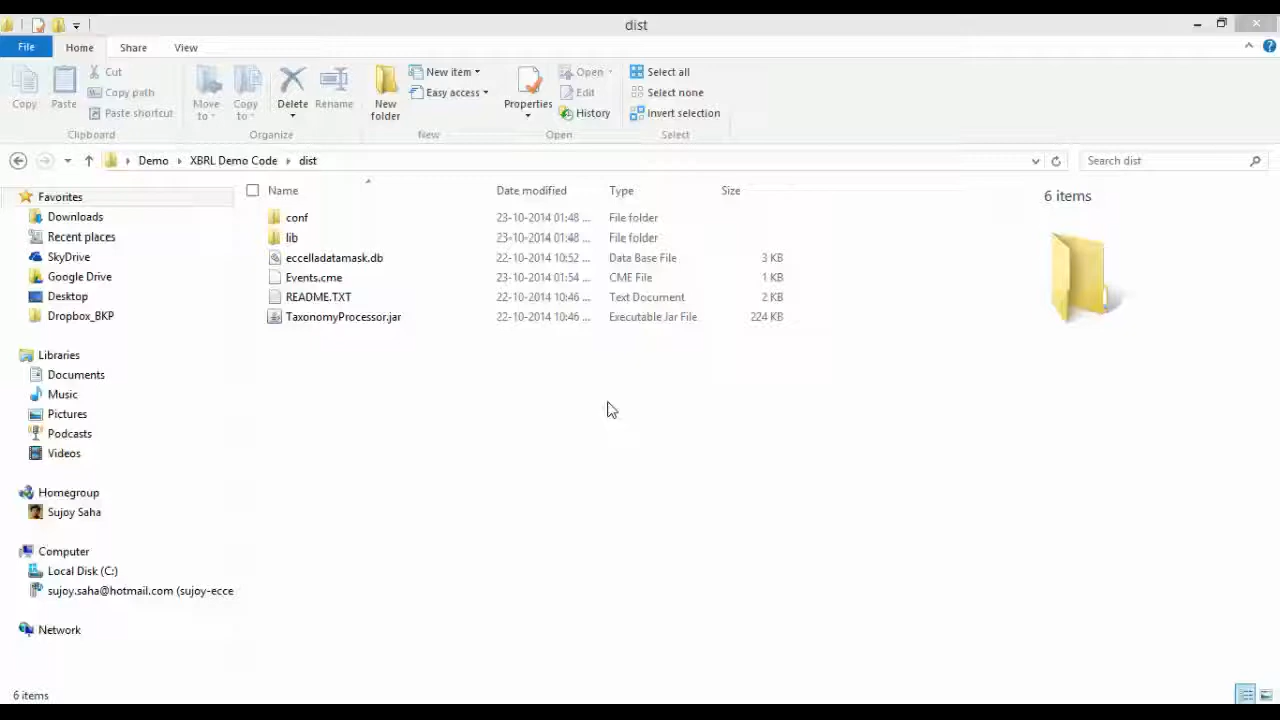 dist
File Home Share View
Copy Paste Cut Copy path Paste shortcut Clipboard
Move to Copy to Delete Rename Organize
New folder New item Easy access New
Properties Open Edit History Open
Select all Select none Invert selection Select
Demo XBRL Demo Code dist Search dist
Name Date modified Type Size
conf 23-10-2014 01:48 ... File folder
lib 23-10-2014 01:48 ... File folder
eccelladatamask.db 22-10-2014 10:52 ... Data Base File 3 KB
Events.cme 23-10-2014 01:54 ... CME File 1 KB
README.TXT 22-10-2014 10:46 ... Text Document 2 KB
TaxonomyProcessor.jar 22-10-2014 10:46 ... Executable Jar File 224 KB
6 items
Favorites
Downloads
Recent places
SkyDrive
Google Drive
Desktop
Dropbox_BKP
Libraries
Documents
Music
Pictures
Podcasts
Videos
Homegroup
Sujoy Saha
Computer
Local Disk (C:)
sujoy.saha@hotmail.com (sujoy-ecce
Network
6 items